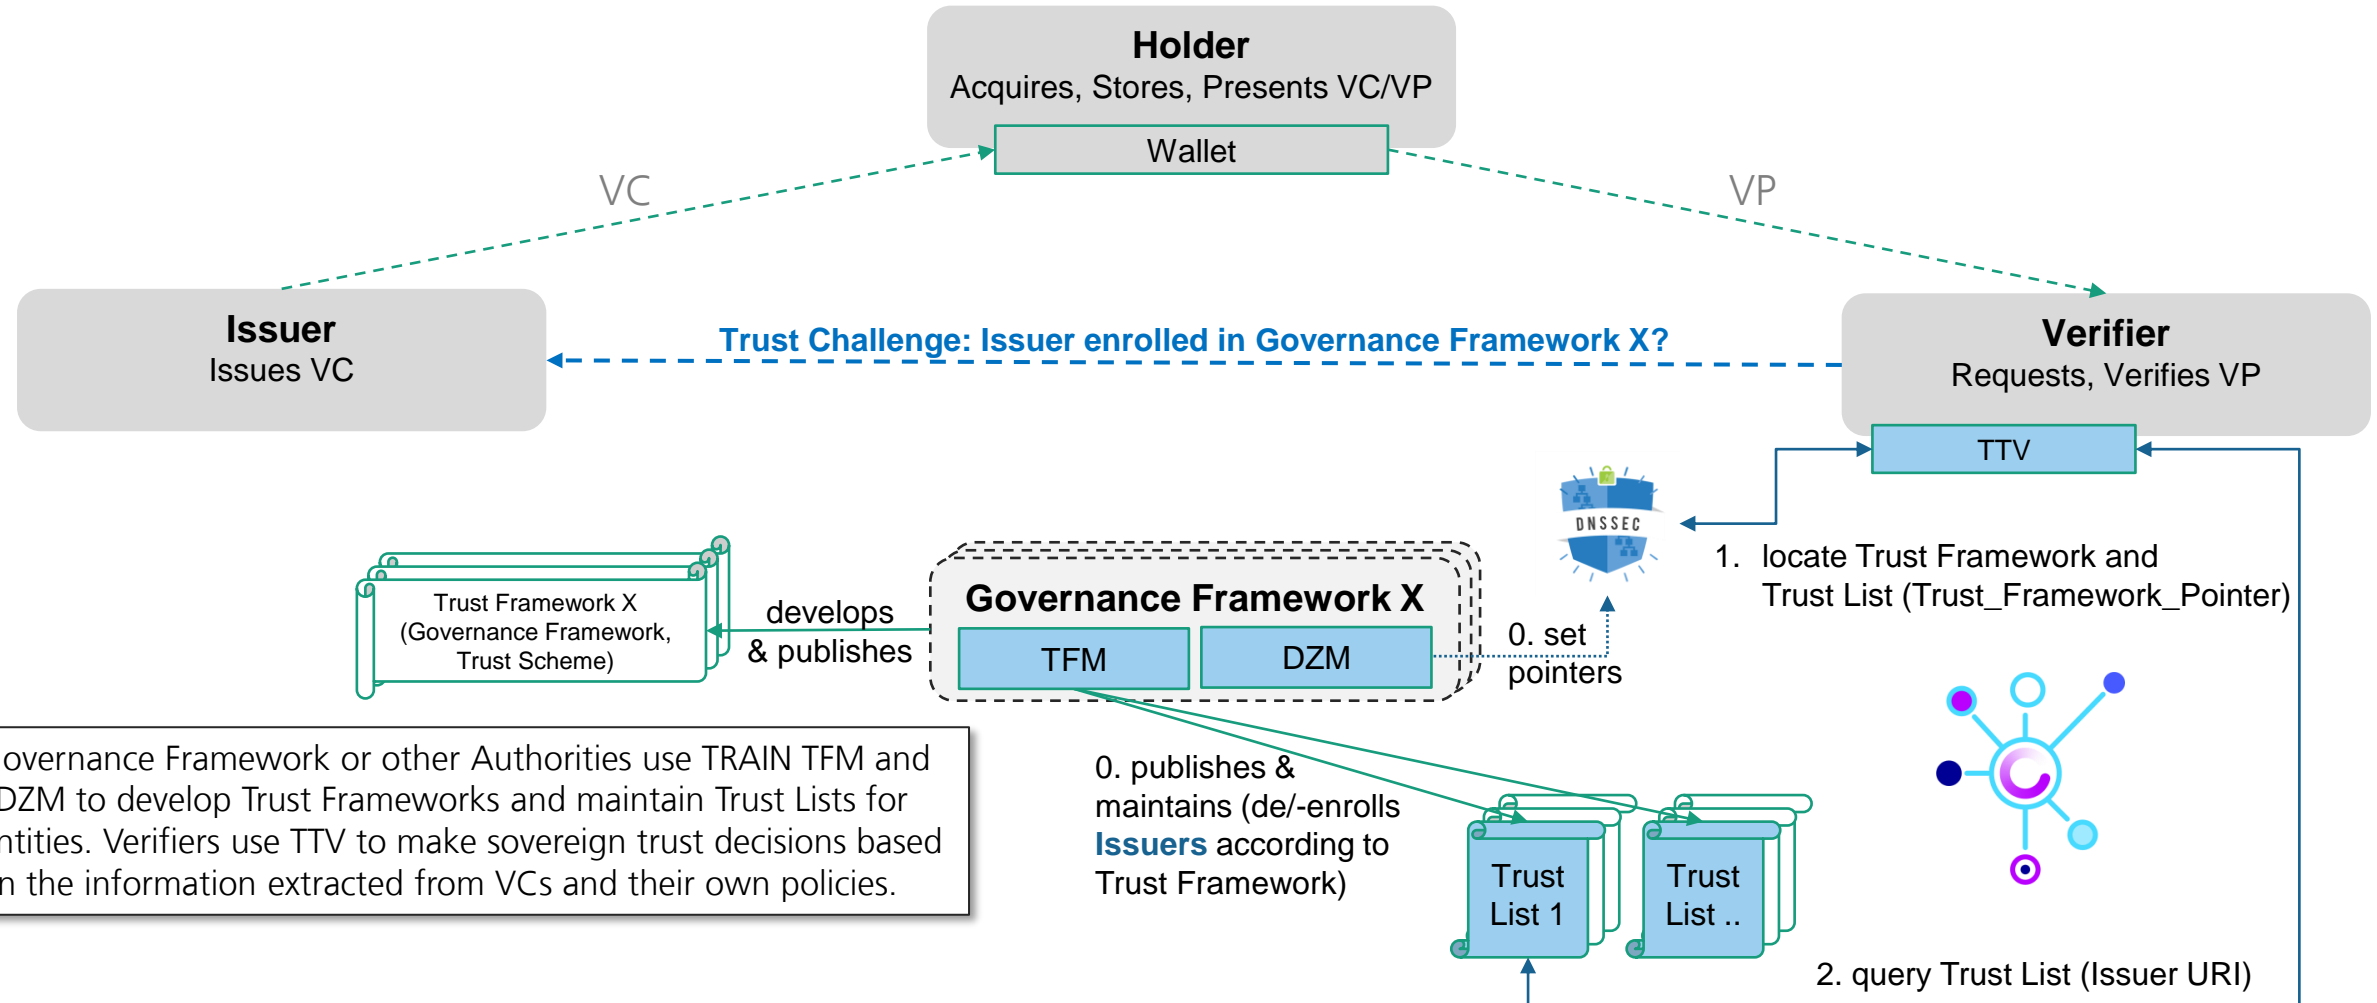 Holder
Acquires, Stores, Presents VC/VP
Wallet
VC
VP
Issuer
Issues VC
Trust Challenge: Issuer enrolled in Governance Framework X?
Verifier
Requests, Verifies VP
TTV
DNSSEC
1. locate Trust Framework and
Trust List (Trust_Framework_Pointer)
Trust Framework X
(Governance Framework,
Trust Scheme)
develops
& publishes
Governance Framework X
TFM
DZM
0. set
pointers
overnance Framework or other Authorities use TRAIN TFM and
DZM to develop Trust Frameworks and maintain Trust Lists for
ntities. Verifiers use TTV to make sovereign trust decisions based
n the information extracted from VCs and their own policies.
0. publishes &
maintains (de/-enrolls
Issuers according to
Trust Framework)
Trust
List 1
Trust
List ..
2. query Trust List (Issuer URI)